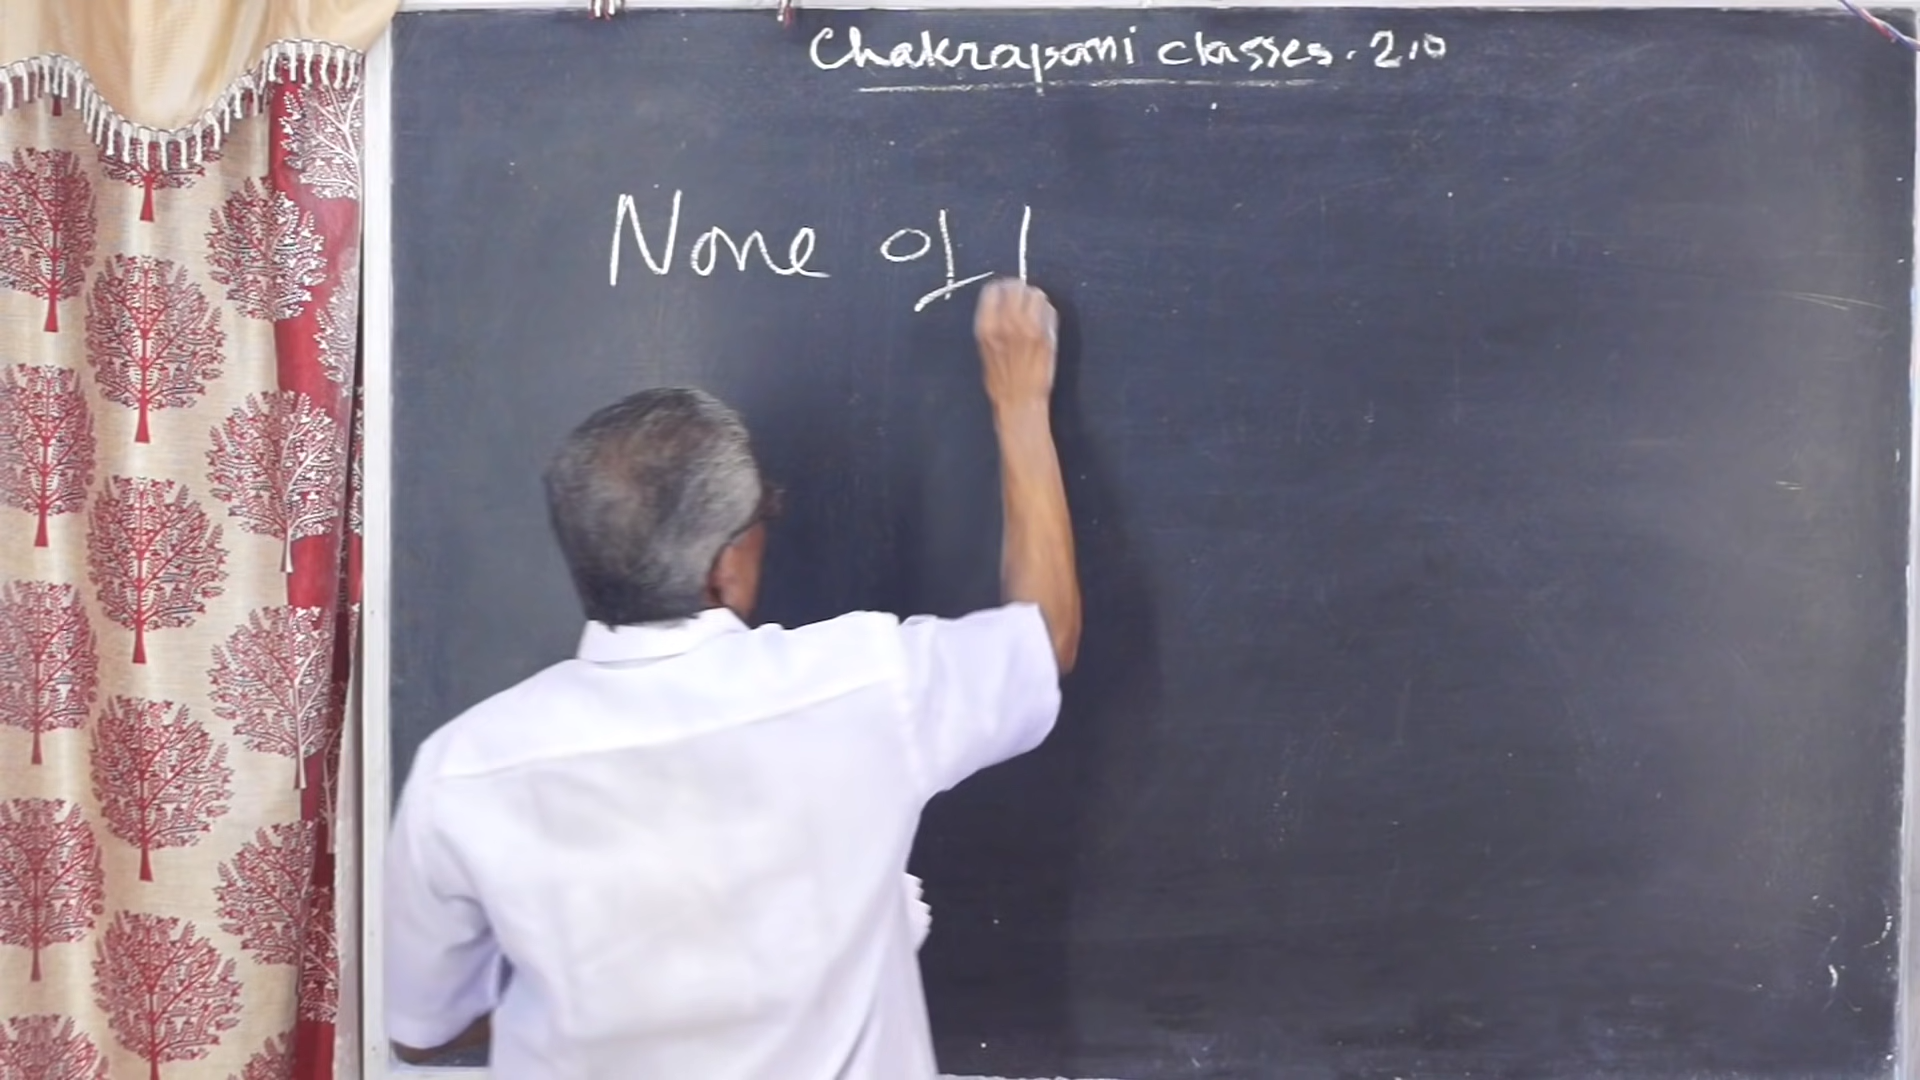 Chakrapani classes. 2.0
None of